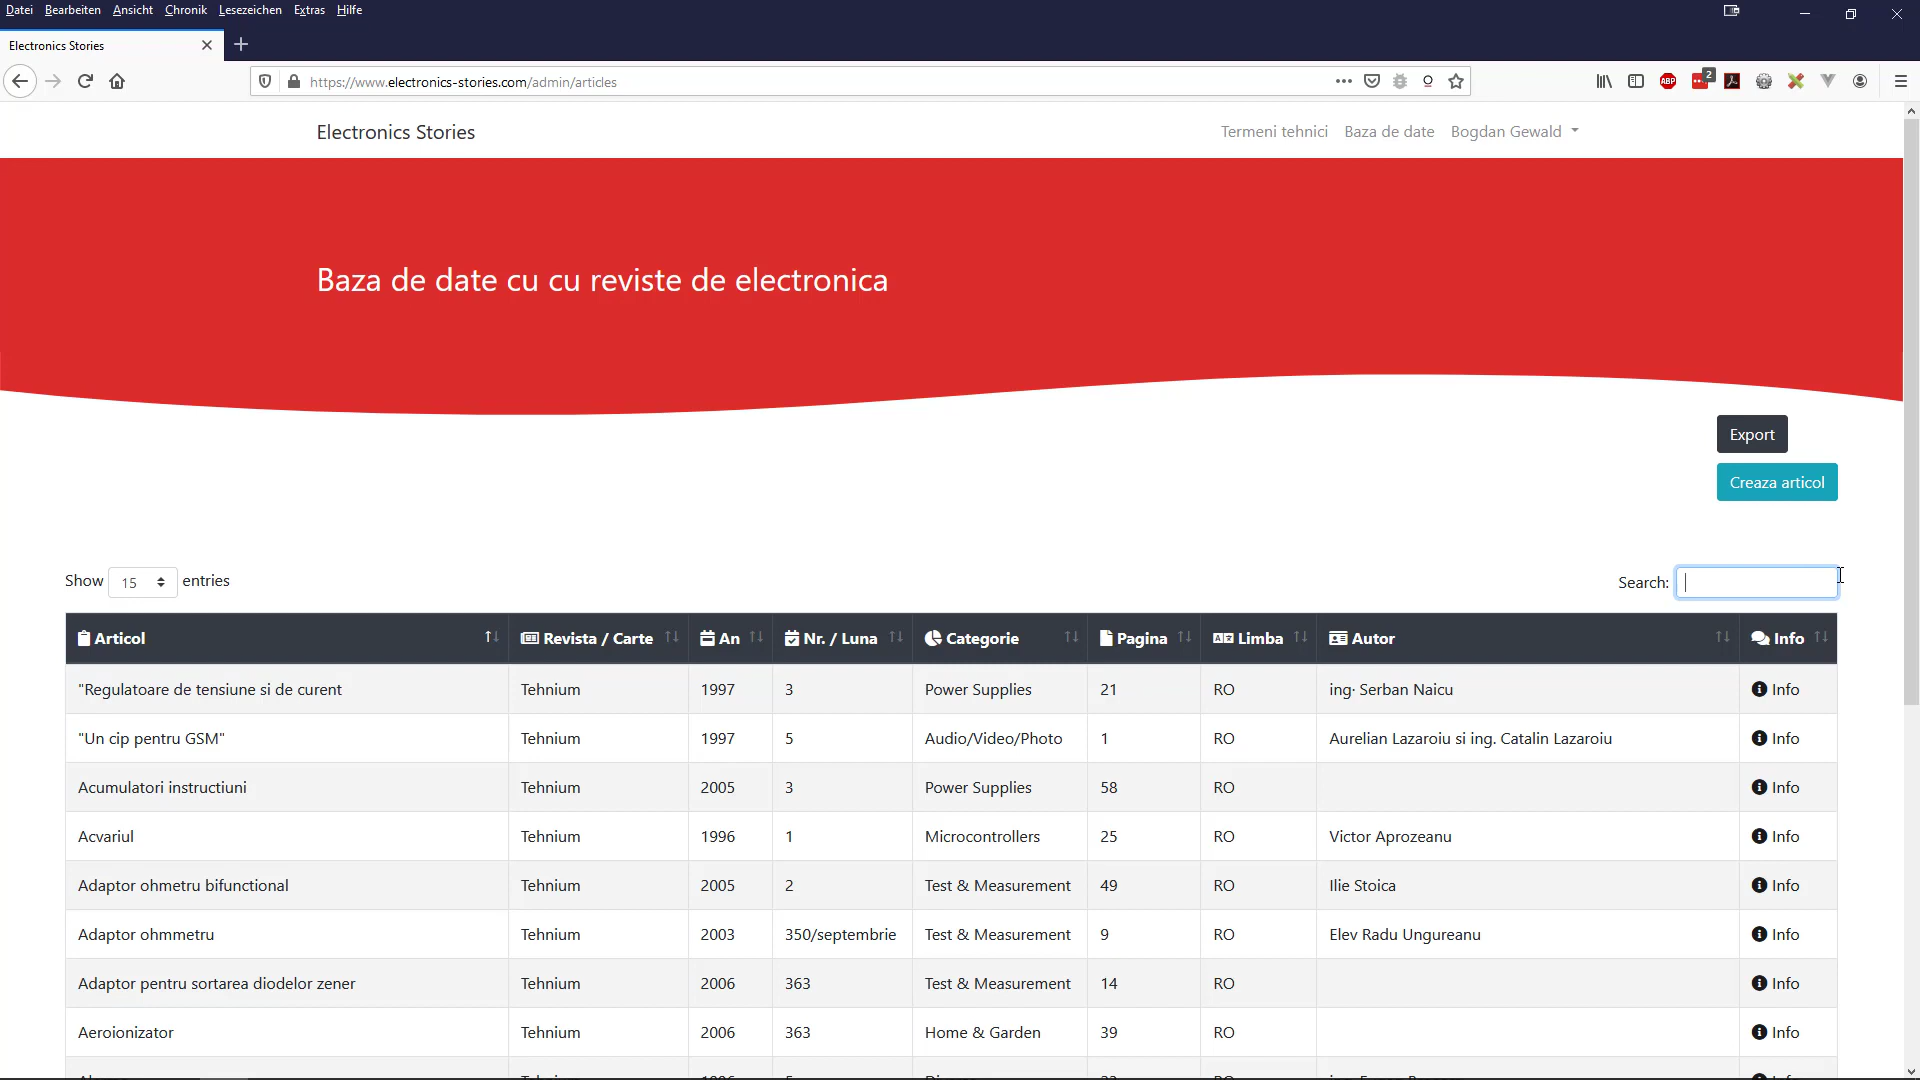 Datei Bearbeiten Ansicht Chronik Lesezeichen Extras Hilfe
Electronics Stories
https://www.electronics-stories.com/admin/articles
ABP
2
Electronics Stories
Termeni tehnici Baza de date Bogdan Gewald
Baza de date cu cu reviste de electronica
Export
Creaza articol
Show 15 entries
Search:
Articol Revista / Carte An Nr. / Luna Categorie Pagina Limba Autor Info
"Regulatoare de tensiune si de curent Tehnium 1997 3 Power Supplies 21 RO ing· Serban Naicu Info
"Un cip pentru GSM" Tehnium 1997 5 Audio/Video/Photo 1 RO Aurelian Lazaroiu si ing. Catalin Lazaroiu Info
Acumulatori instructiuni Tehnium 2005 3 Power Supplies 58 RO Info
Acvariul Tehnium 1996 1 Microcontrollers 25 RO Victor Aprozeanu Info
Adaptor ohmetru bifunctional Tehnium 2005 2 Test & Measurement 49 RO Ilie Stoica Info
Adaptor ohmmetru Tehnium 2003 350/septembrie Test & Measurement 9 RO Elev Radu Ungureanu Info
Adaptor pentru sortarea diodelor zener Tehnium 2006 363 Test & Measurement 14 RO Info
Aeroionizator Tehnium 2006 363 Home & Garden 39 RO Info